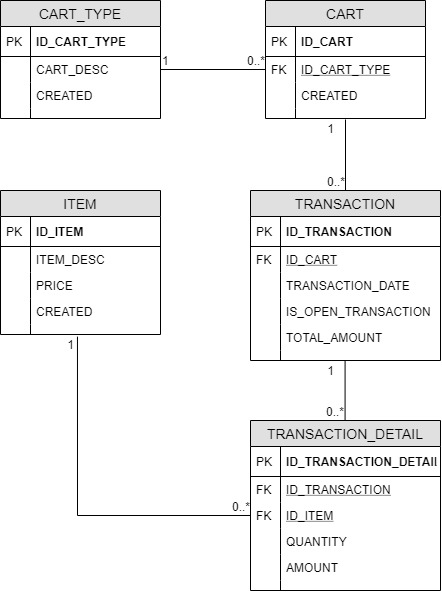 CART_TYPE
PK ID_CART_TYPE
CART_DESC
CREATED
1
0..*
CART
PK ID_CART
FK ID_CART_TYPE
CREATED
1
0..*
ITEM
PK ID_ITEM
ITEM_DESC
PRICE
CREATED
1
0..*
TRANSACTION
PK ID_TRANSACTION
FK ID_CART
TRANSACTION_DATE
IS_OPEN_TRANSACTION
TOTAL_AMOUNT
1
0..*
TRANSACTION_DETAIL
PK ID_TRANSACTION_DETAIL
FK ID_TRANSACTION
FK ID_ITEM
QUANTITY
AMOUNT